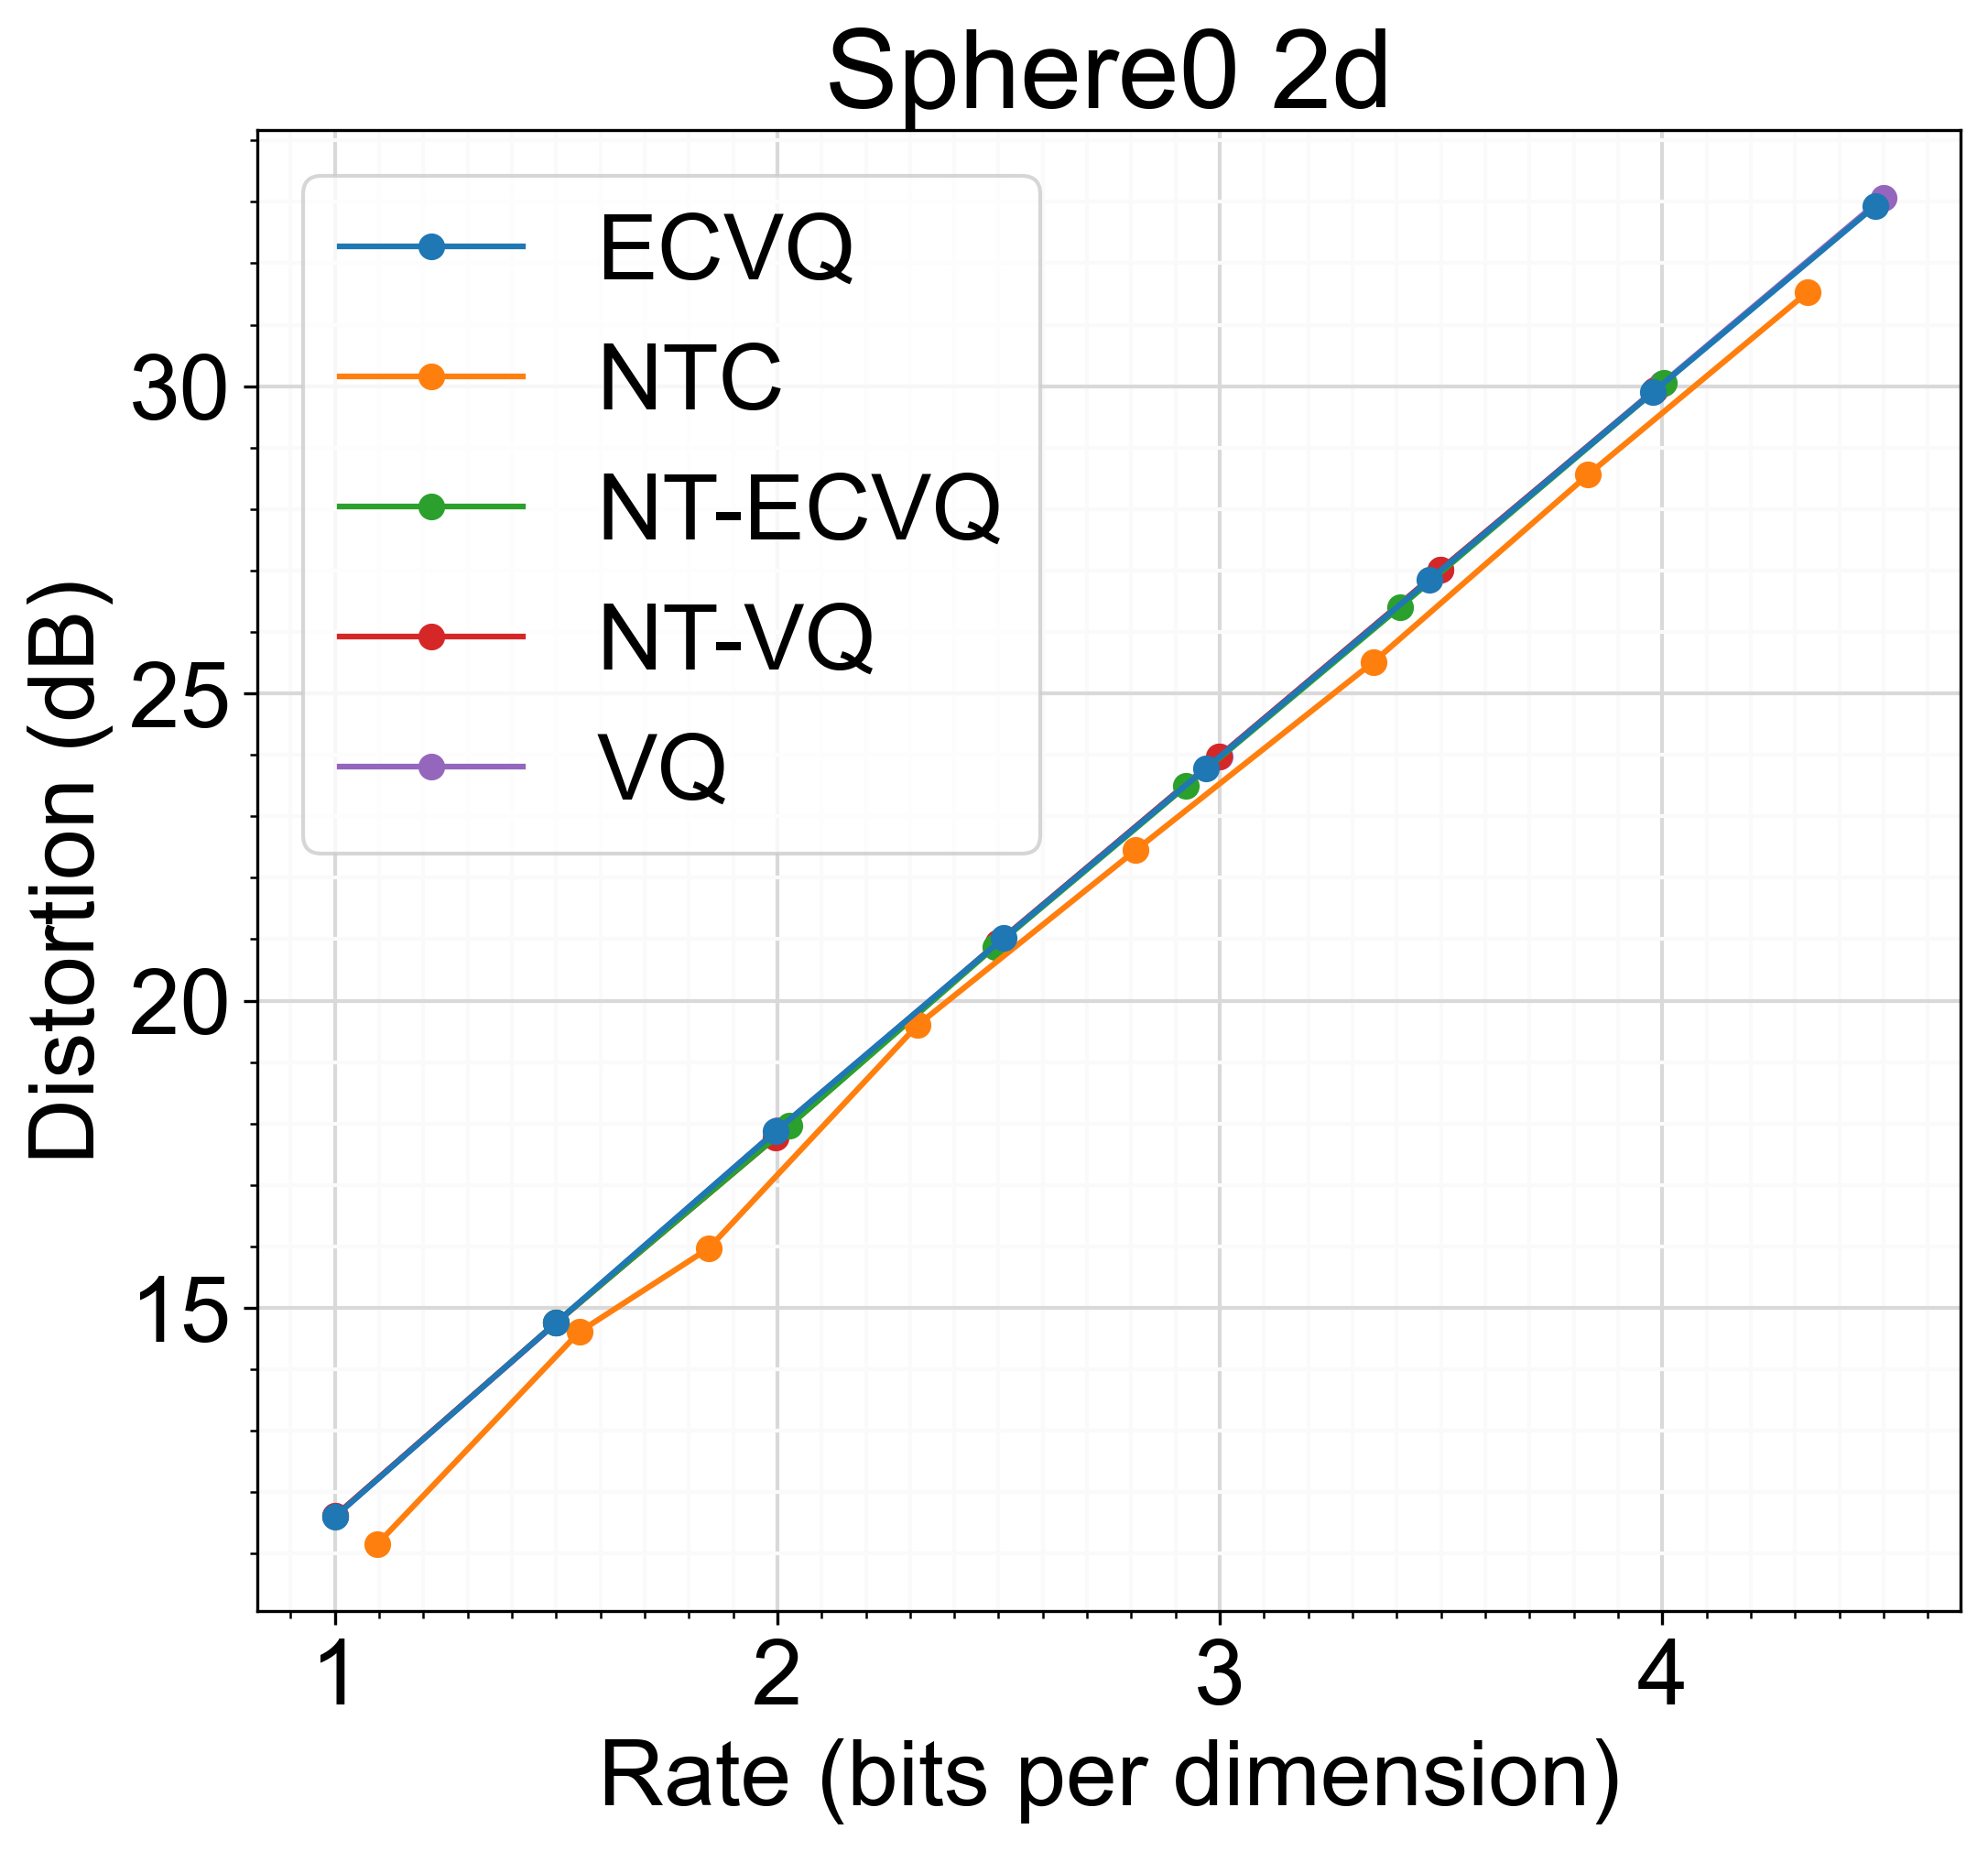 Sphere0 2d
ECVQ
NTC
NT-ECVQ
NT-VQ
VQ
Distortion (dB)
30
25
20
15
1 2 3 4
Rate (bits per dimension)